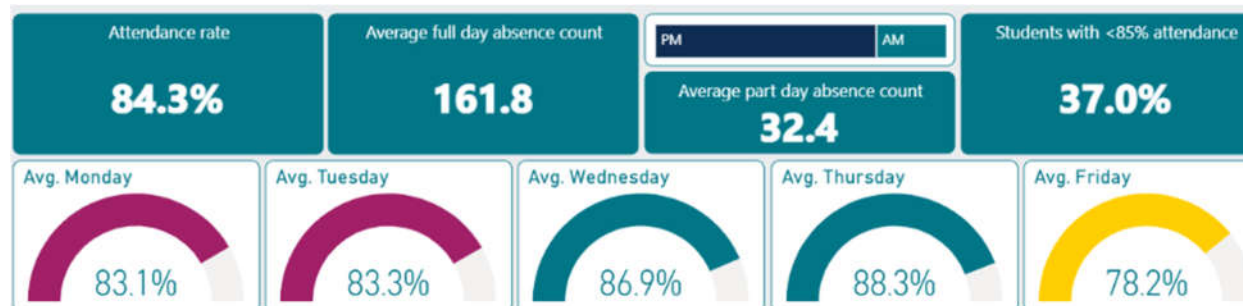 Attendance rate
84.3%
Average full day absence count
161.8
PM AM
Average part day absence count
32.4
Students with <85% attendance
37.0%
Avg. Monday
83.1%
Avg. Tuesday
83.3%
Avg. Wednesday
86.9%
Avg. Thursday
88.3%
Avg. Friday
78.2%